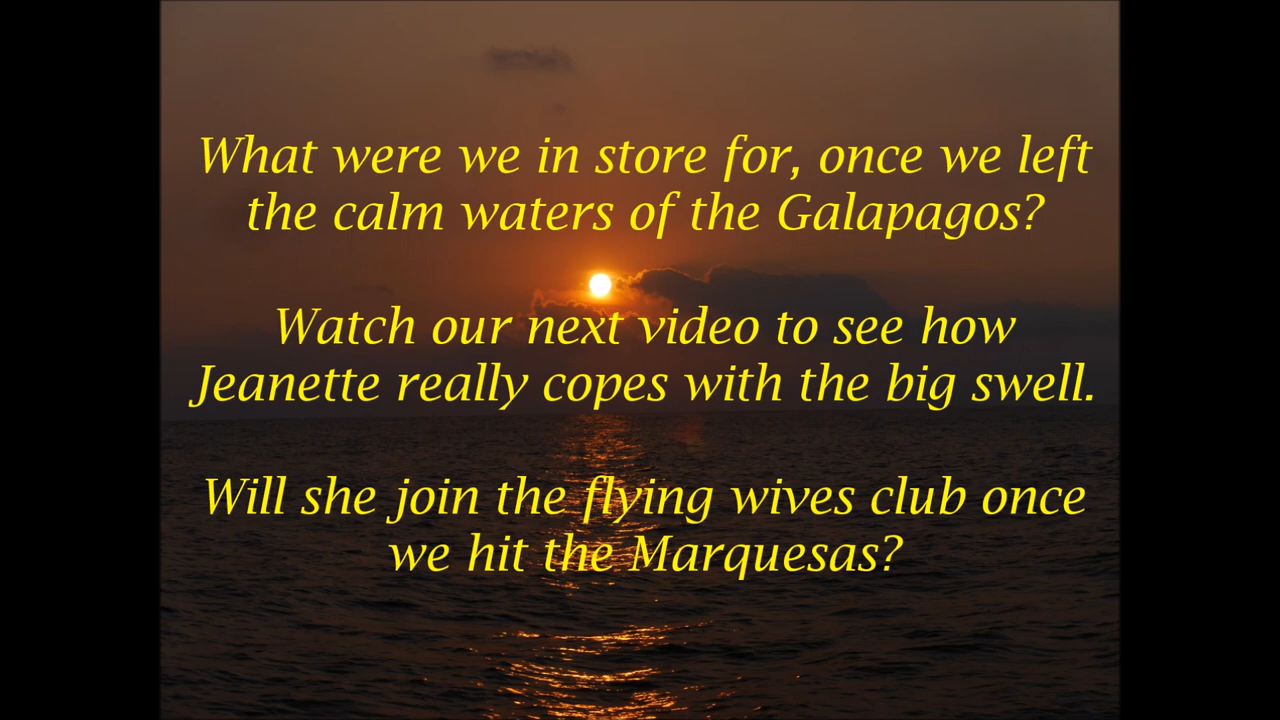 What were we in store for, once we left
the calm waters of the Galapagos?
Watch our next video to see how
Jeanette really copes with the big swell.
Will she join the flying wives club once
we hit the Marquesas?